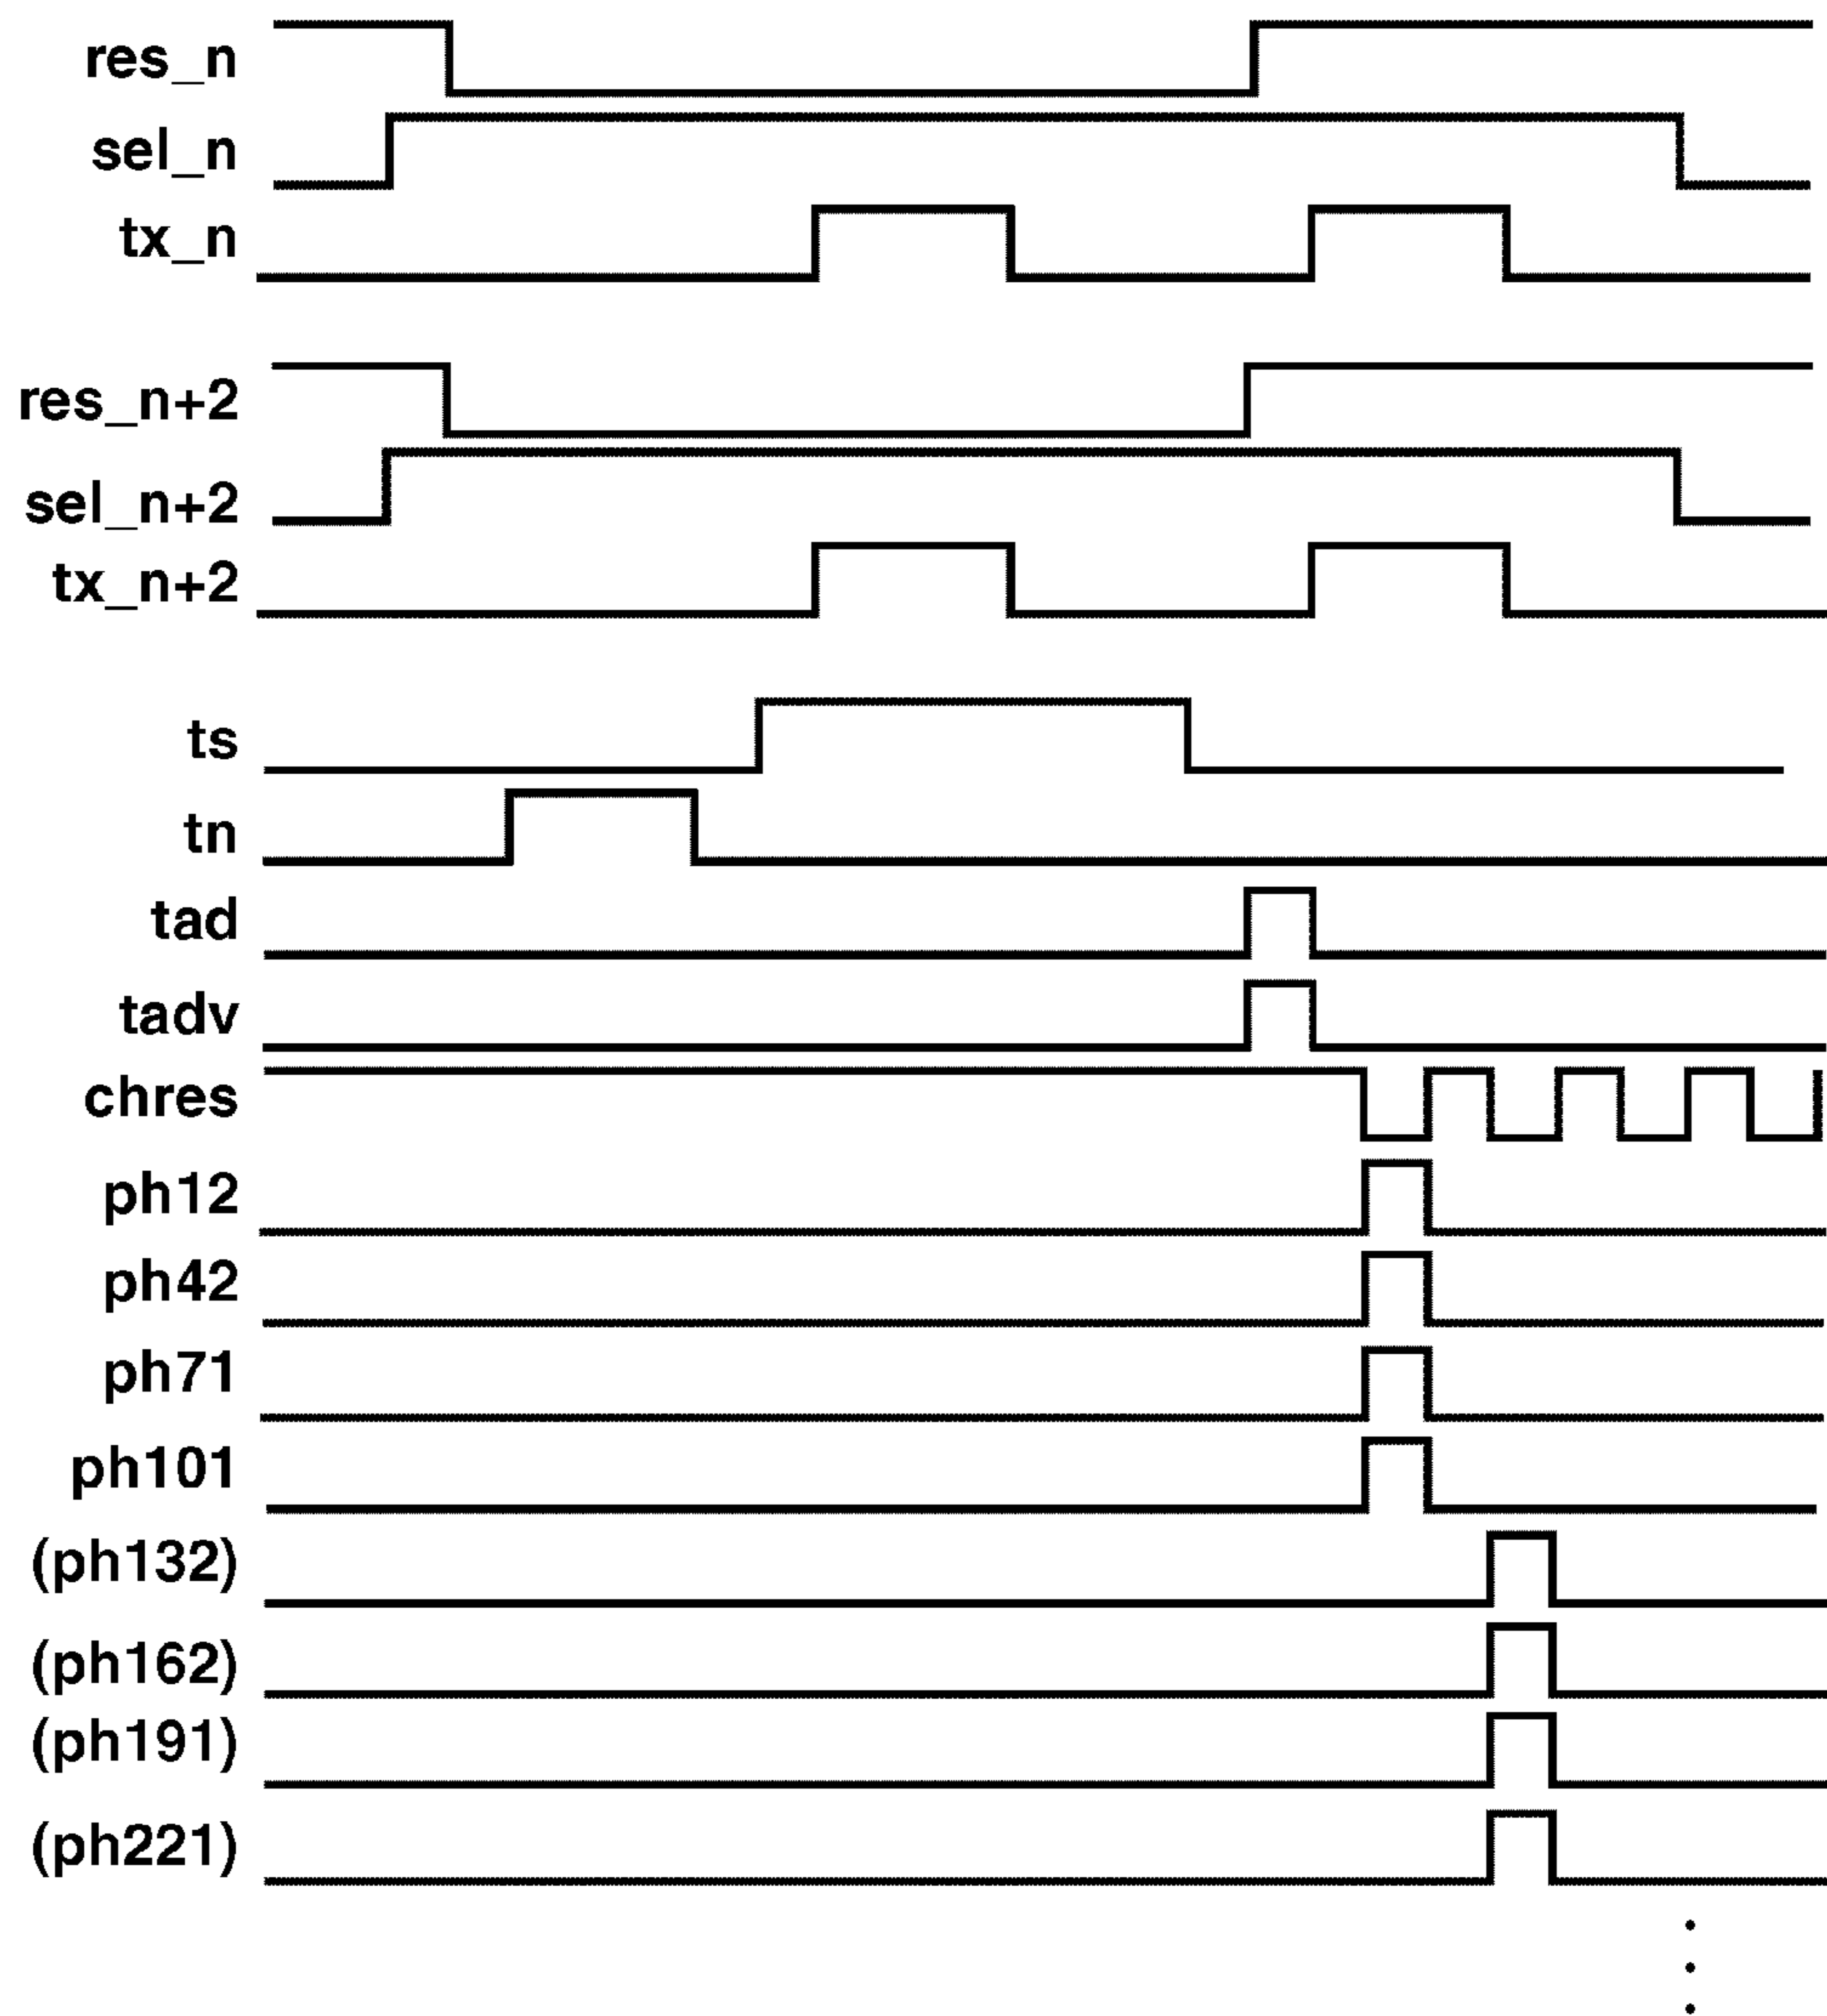 res_n
sel_n
tx_n
res_n+2
sel_n+2
tx_n+2
ts
tn
tad
tadv
chres
ph12
ph42
ph71
ph101
(ph132)
(ph162)
(ph191)
(ph221)